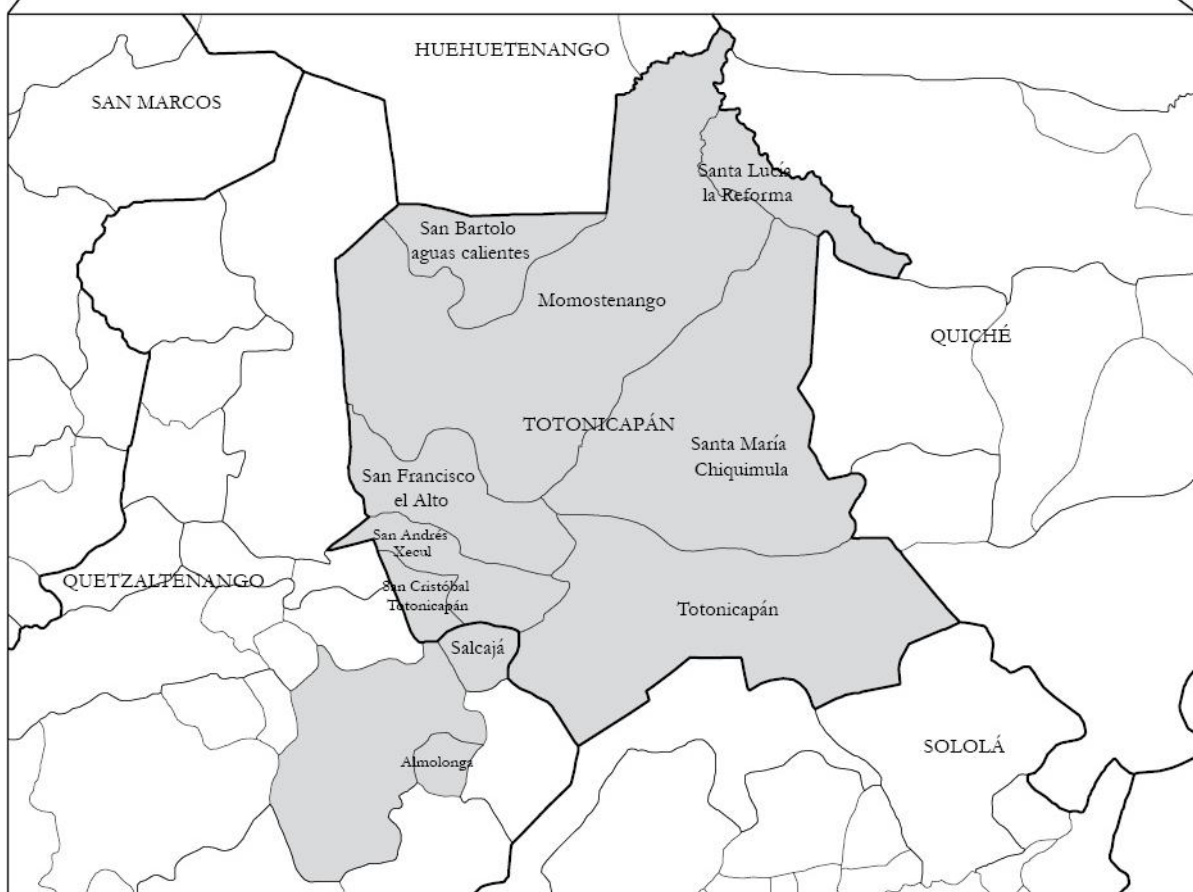 HUEHUETENANGO
SAN MARCOS
Santa Lucía
la Reforma
San Bartolo
aguas calientes
Momostenango
QUICHÉ
TOTONICAPÁN
Santa María
Chiquimula
San Francisco
el Alto
San Andrés
Xecul
QUETZALTENANGO
San Cristóbal
Totonicapán
Totonicapán
Salcajá
SOLOLÁ
Almolonga